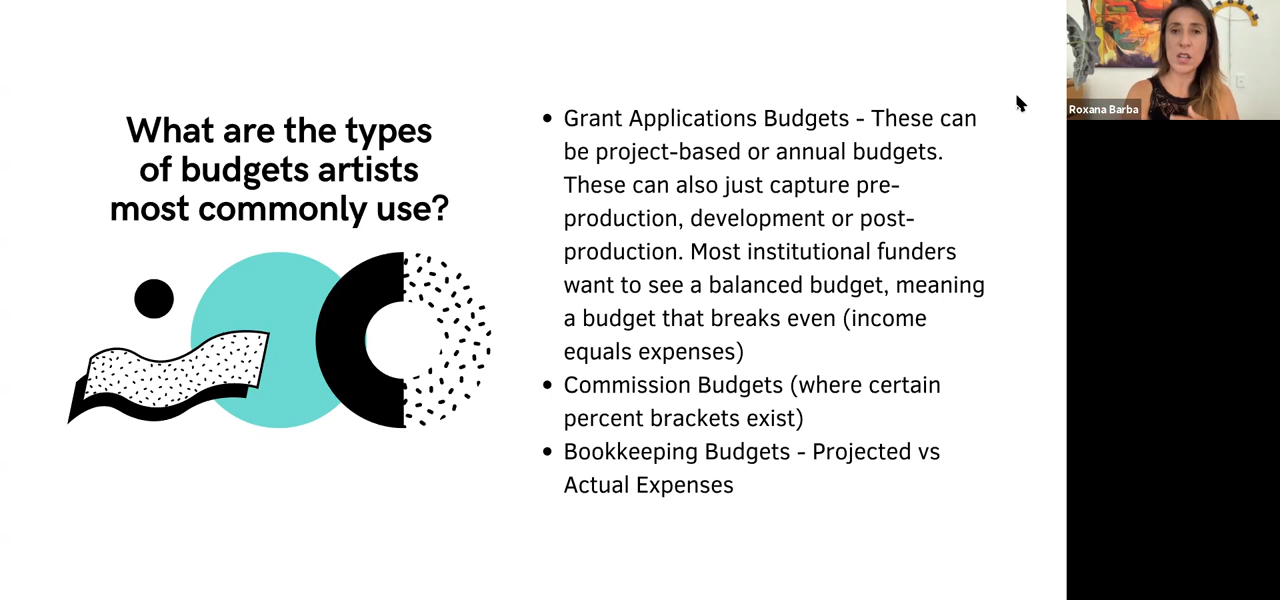 What are the types
of budgets artists
most commonly use?
• Grant Applications Budgets - These can
be project-based or annual budgets.
These can also just capture pre-
production, development or post-
production. Most institutional funders
want to see a balanced budget, meaning
a budget that breaks even (income
equals expenses)
• Commission Budgets (where certain
percent brackets exist)
• Bookkeeping Budgets - Projected vs
Actual Expenses
Roxana Barba